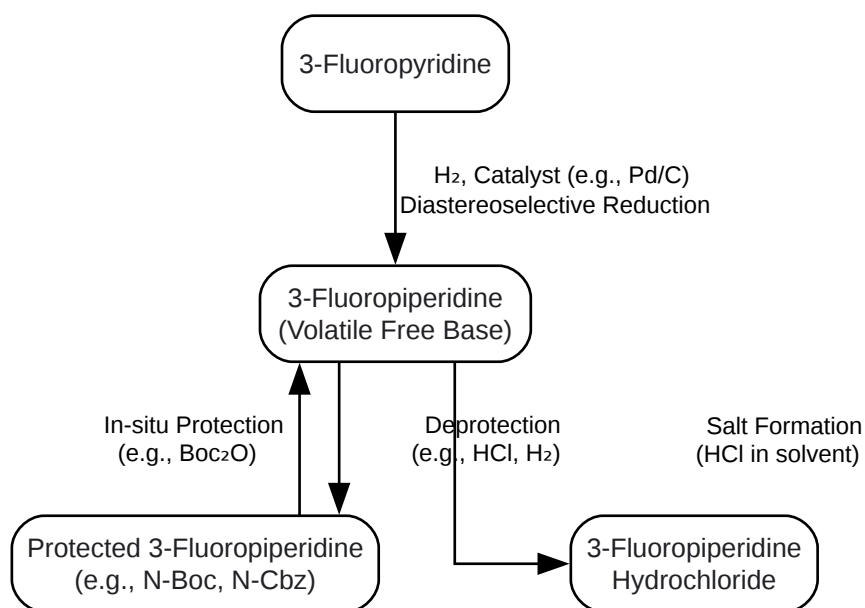 3-Fluoropyridine
H₂, Catalyst (e.g., Pd/C)
Diastereoselective Reduction
3-Fluoropiperidine
(Volatile Free Base)
In-situ Protection
(e.g., Boc₂O)
Deprotection
(e.g., HCl, H₂)
Salt Formation
(HCl in solvent)
Protected 3-Fluoropiperidine
(e.g., N-Boc, N-Cbz)
3-Fluoropiperidine
Hydrochloride